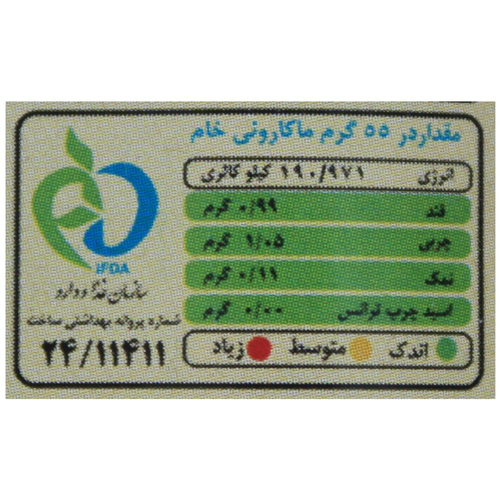 مقدار در ۵۵ گرم ماکارونی خام
انرژی ۱۹۰/۹۷۱ کیلو کالری
قند ۰/۹۹ گرم
چربی ۱/۰۵ گرم
نمک ۰/۱۱ گرم
اسید چرب ترانس ۰/۰۰ گرم
اندک متوسط زیاد
IFDA
سازمان غذا و دارو
شماره پروانه بهداشتی ساخت
۲۴/۱۱۴۱۱